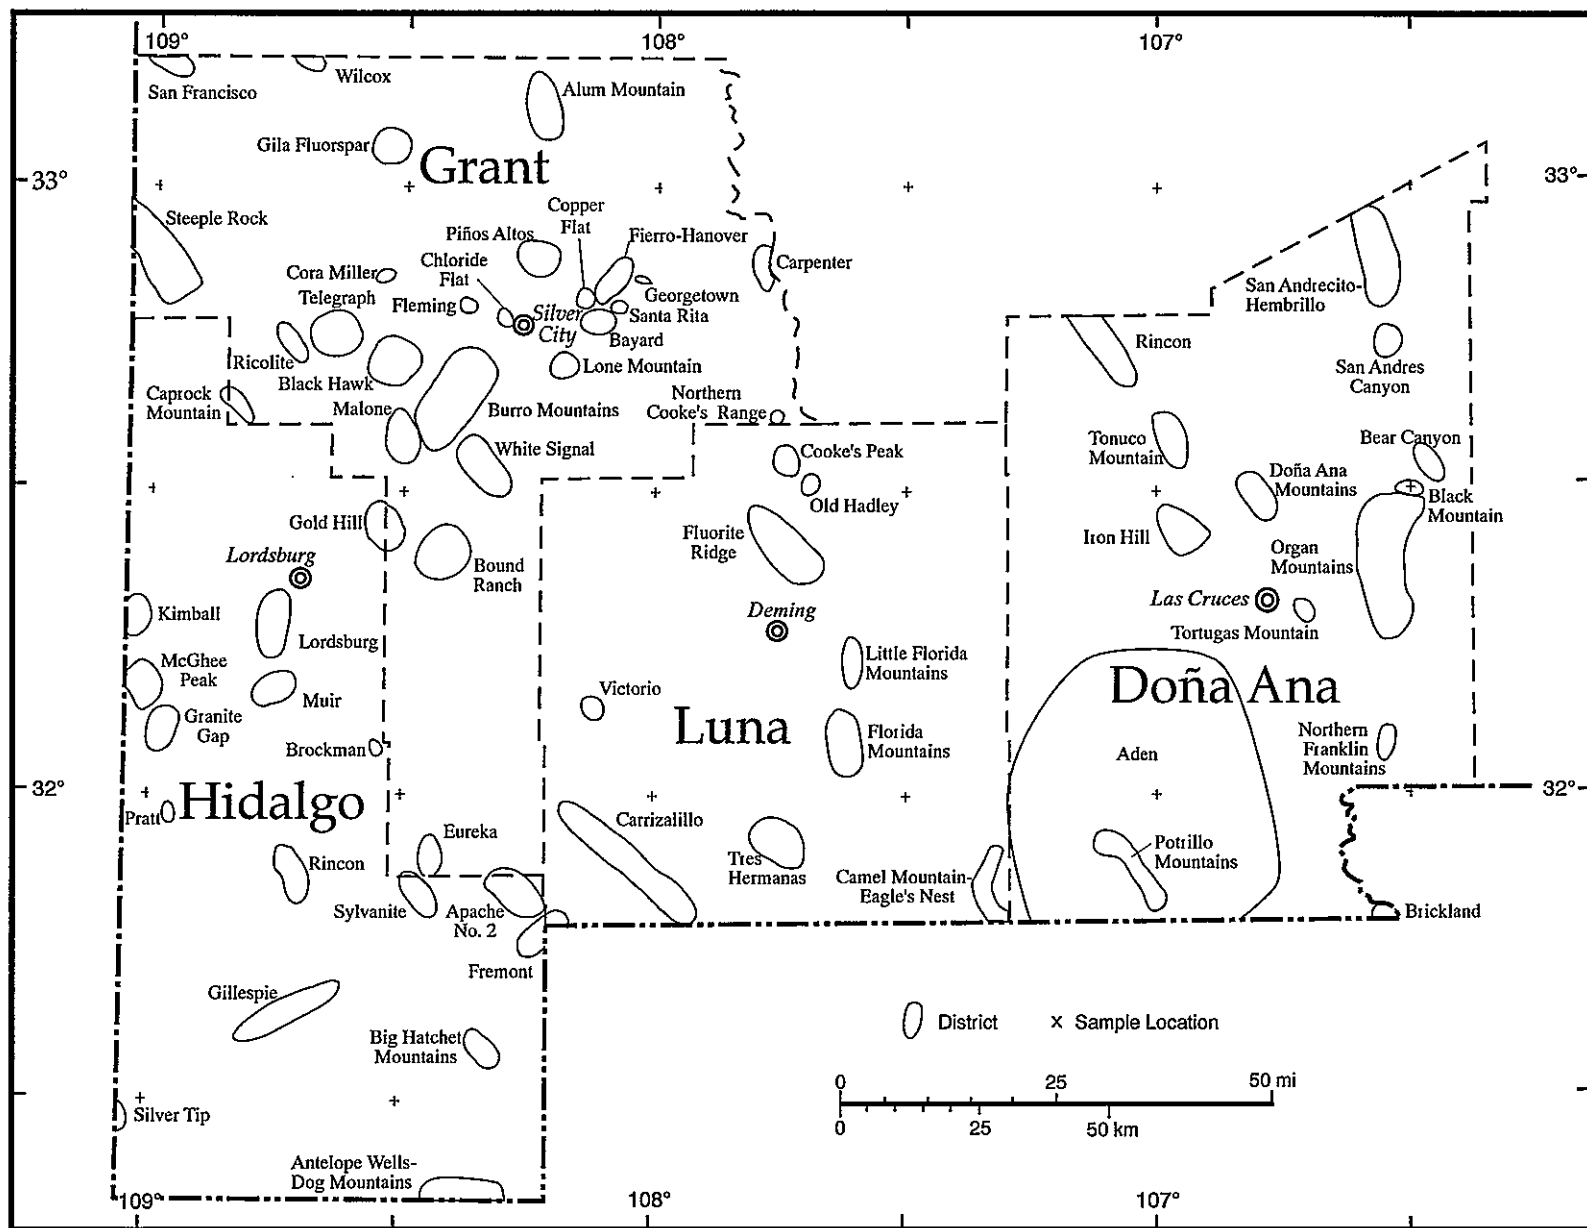 109°
108°
107°
San Francisco
Wilcox
Alum Mountain
Gila Fluorspar
Grant
33°
33°
Steeple Rock
Copper
Flat
Piños Altos
Fierro-Hanover
Chloride
Flat
Carpenter
Cora Miller
Telegraph
Fleming
Georgetown
Santa Rita
Silver
City
Bayard
San Andrecito-
Hembrillo
Rincon
Ricolite
Black Hawk
Lone Mountain
San Andres
Canyon
Caprock
Mountain
Malone
Burro Mountains
Northern
Cooke's Range
White Signal
Cooke's Peak
Tonuco
Mountain
Bear Canyon
Doña Ana
Mountains
Black
Mountain
Old Hadley
Gold Hill
Fluorite
Ridge
Iron Hill
Organ
Mountains
Lordsburg
Bound
Ranch
Kimball
Lordsburg
Deming
Las Cruces
Tortugas Mountain
McGhee
Peak
Muir
Little Florida
Mountains
Doña Ana
Victorio
Luna
Granite
Gap
Brockman
Florida
Mountains
Aden
Northern
Franklin
Mountains
32°
32°
Pratt
Hidalgo
Eureka
Carrizalillo
Rincon
Tres
Hermanas
Potrillo
Mountains
Camel Mountain-
Eagle's Nest
Sylvanite
Apache
No. 2
Brickland
Fremont
Gillespie
Big Hatchet
Mountains
District
x Sample Location
0
25
50 mi
0
25
50 km
Silver Tip
Antelope Wells-
Dog Mountains
109°
108°
107°